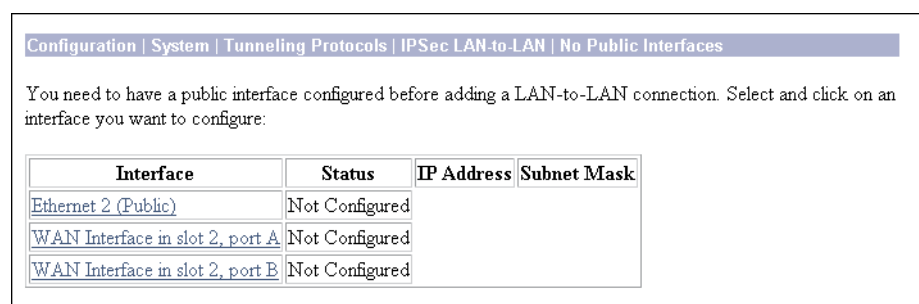 Configuration | System | Tunneling Protocols | IPSec LAN-to-LAN | No Public Interfaces
You need to have a public interface configured before adding a LAN-to-LAN connection. Select and click on an
interface you want to configure:
Interface Status IP Address Subnet Mask
Ethernet 2 (Public) Not Configured
WAN Interface in slot 2, port A Not Configured
WAN Interface in slot 2, port B Not Configured